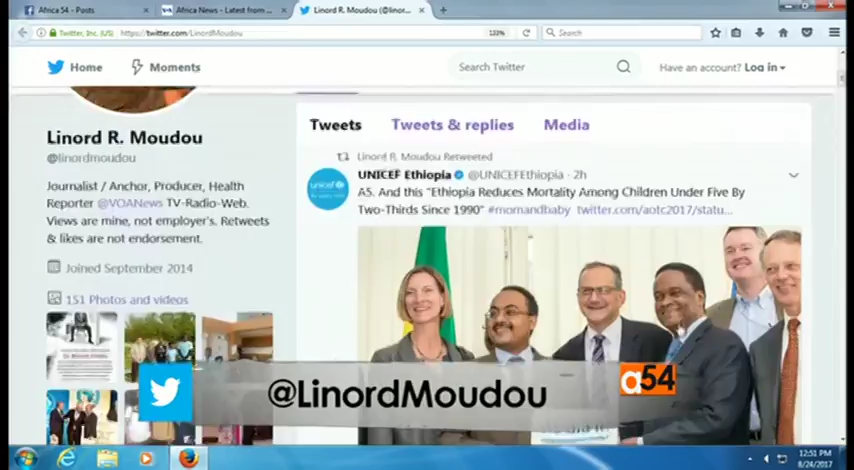 Africa 54 - Posts
Africa News - Latest from ...
Linord R. Moudou (@linor...
Twitter, Inc. (US)
https://twitter.com/LinordMoudou
133%
Search
Home
Moments
Search Twitter
Have an account? Log in
Linord R. Moudou
@linordmoudou
Journalist / Anchor, Producer, Health
Reporter @VOANews TV-Radio-Web.
Views are mine, not employer's. Retweets
& likes are not endorsement.
Joined September 2014
151 Photos and videos
Tweets
Tweets & replies
Media
Linord R. Moudou Retweeted
UNICEF Ethiopia @UNICEFEthiopia · 2h
A5. And this "Ethiopia Reduces Mortality Among Children Under Five By
Two-Thirds Since 1990" #momandbaby twitter.com/aotc2017/statu...
unicef
@LinordMoudou
a54
12:51 PM
8/24/2017